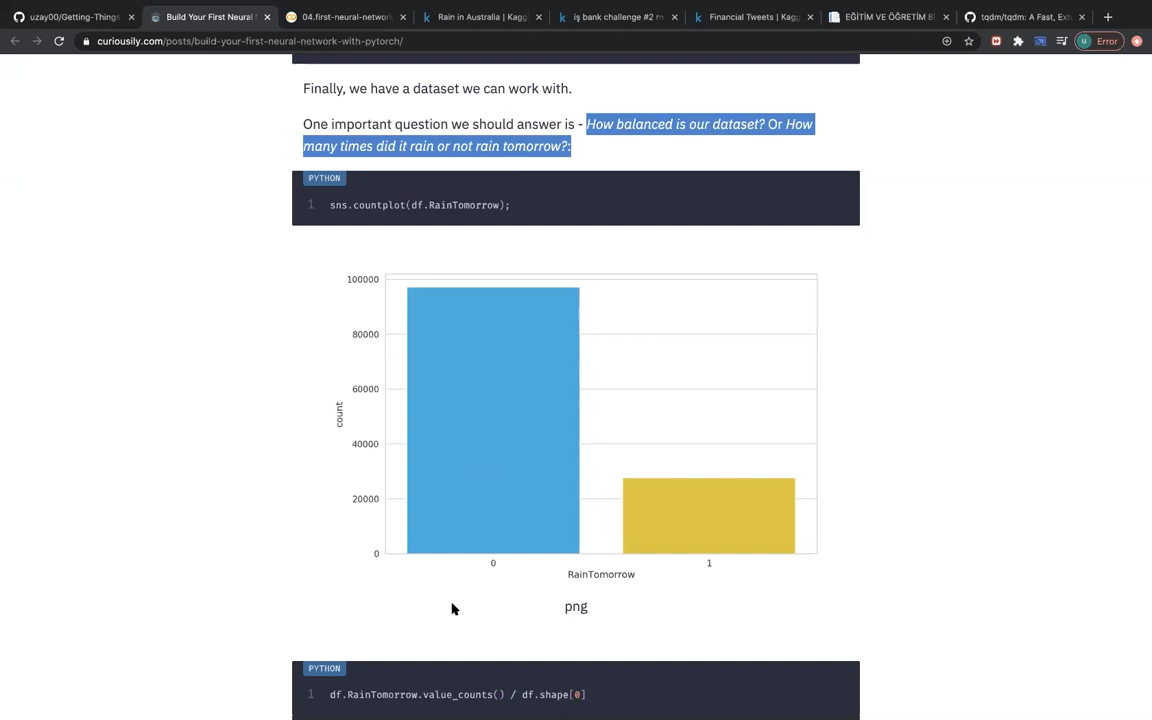 uzay00/Getting-Things
Build Your First Neural
04.first-neural-network
Rain in Australia | Kagg
iş bank challenge #2 m
Financial Tweets | Kagg
EĞİTİM VE ÖĞRETİM B
tqdm/tqdm: A Fast, Ext
curiousily.com/posts/build-your-first-neural-network-with-pytorch/
u Error
Finally, we have a dataset we can work with.
One important question we should answer is - How balanced is our dataset? Or How
many times did it rain or not rain tomorrow?:
PYTHON
1 sns.countplot(df.RainTomorrow);
100000
80000
60000
40000
20000
0
count
0 1
RainTomorrow
png
PYTHON
1 df.RainTomorrow.value_counts() / df.shape[0]